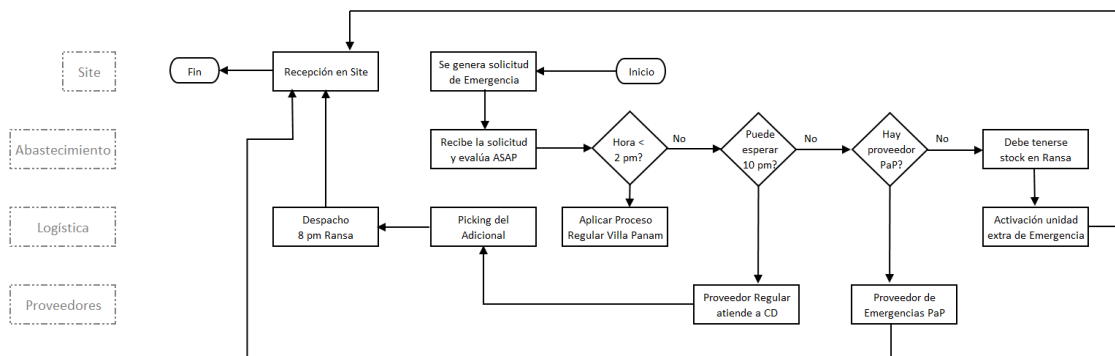 Site
Fin
Recepción en Site
Se genera solicitud
de Emergencia
Inicio
Abastecimiento
Recibe la solicitud
y evalúa ASAP
Hora <
2 pm?
No
Puede
esperar
10 pm?
No
Hay
proveedor
PaP?
No
Debe tenerse
stock en Ransa
Logística
Despacho
8 pm Ransa
Picking del
Adicional
Aplicar Proceso
Regular Villa Panam
Activación unidad
extra de Emergencia
Proveedores
Proveedor Regular
atiende a CD
Proveedor de
Emergencias PaP